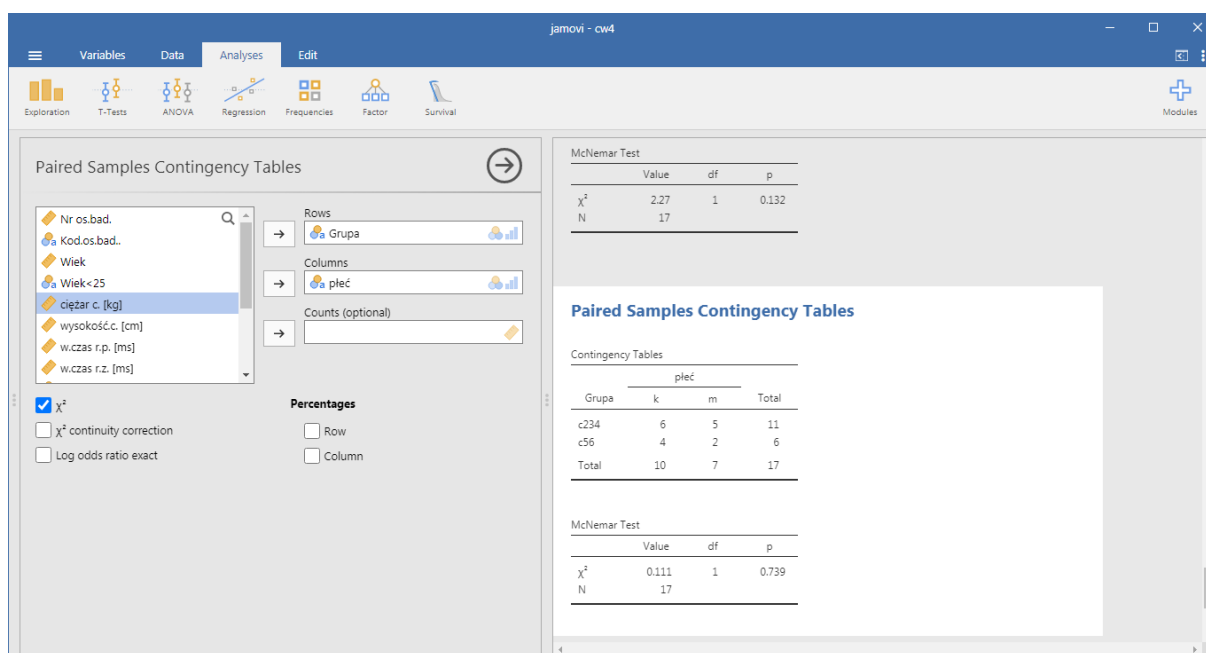 jamovi - cw4
Variables Data Analyses Edit
Exploration T-Tests ANOVA Regression Frequencies Factor Survival Modules
Paired Samples Contingency Tables
Nr os.bad.
Kod.os.bad..
Wiek
Wiek<25
ciężar c. [kg]
wysokość.c. [cm]
w.czas r.p. [ms]
w.czas r.z. [ms]
Rows
Grupa
Columns
płeć
Counts (optional)
χ²
χ² continuity correction
Log odds ratio exact
Percentages
Row
Column
McNemar Test
Value df p
χ² 2.27 1 0.132
N 17
Paired Samples Contingency Tables
Contingency Tables
płeć
Grupa k m Total
c234 6 5 11
c56 4 2 6
Total 10 7 17
McNemar Test
Value df p
χ² 0.111 1 0.739
N 17